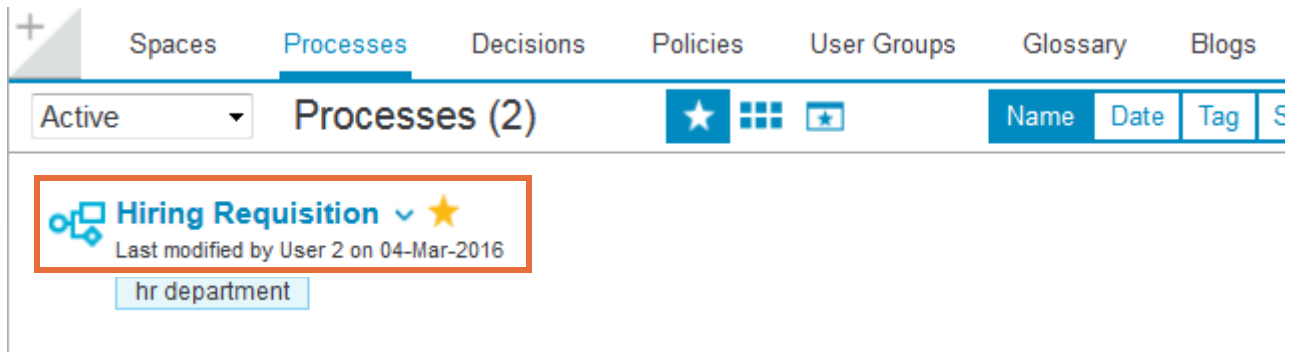 Spaces Processes Decisions Policies User Groups Glossary Blogs
Active Processes (2) Name Date Tag S
Hiring Requisition
Last modified by User 2 on 04-Mar-2016
hr department